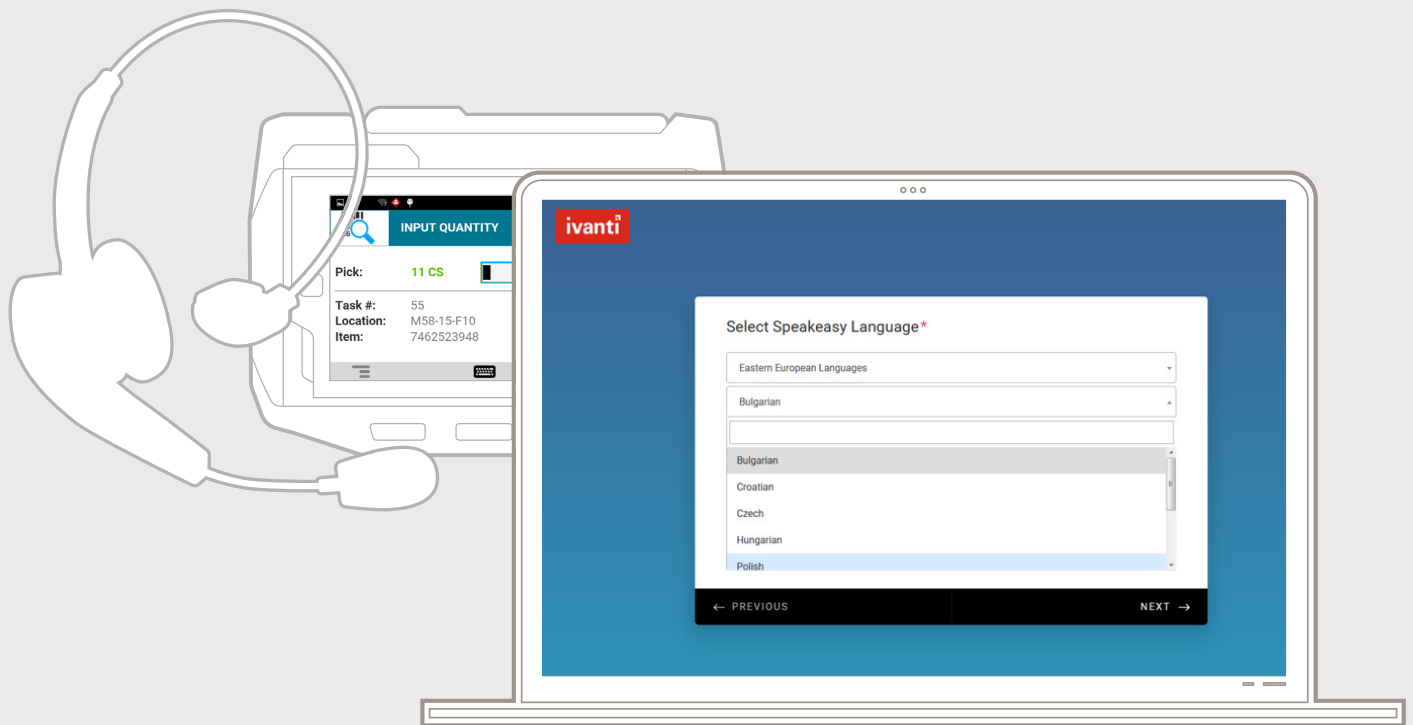 INPUT QUANTITY
Pick: 11 CS
Task #: 55
Location: M58-15-F10
Item: 7462523948
ivanti
Select Speakeasy Language*
Eastern European Languages
Bulgarian
Bulgarian
Croatian
Czech
Hungarian
Polish
← PREVIOUS NEXT →